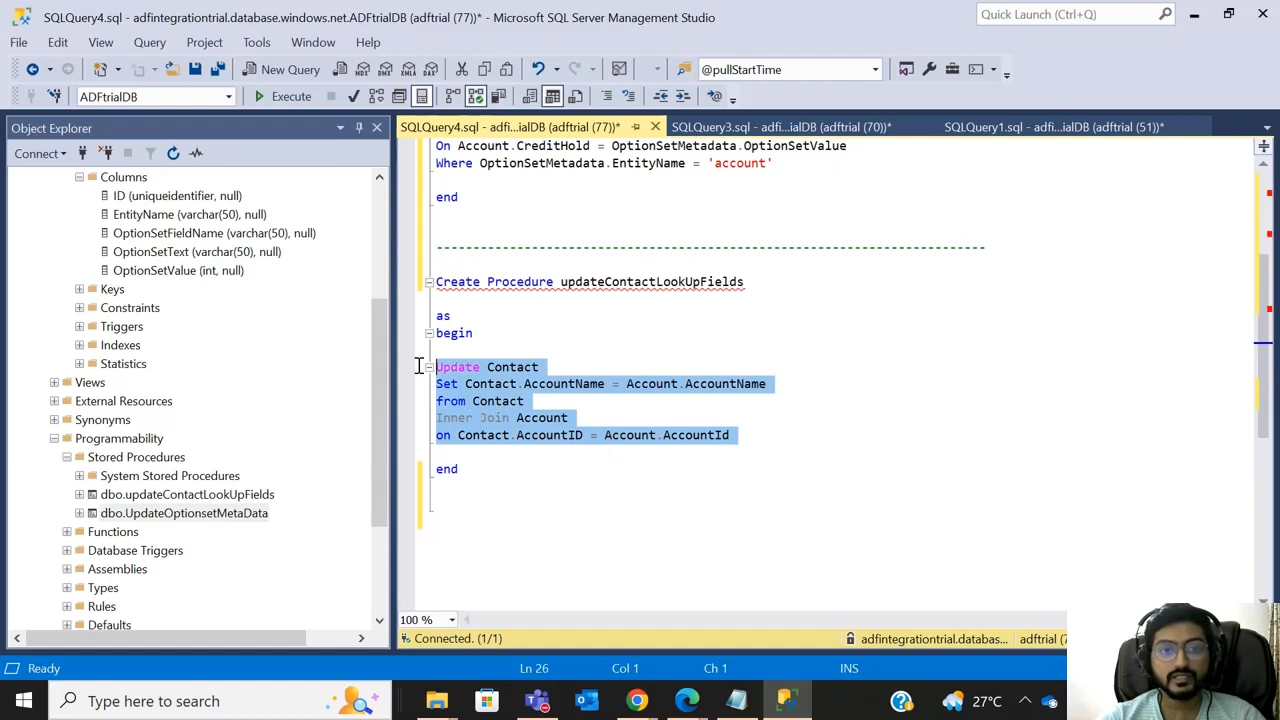 SQLQuery4.sql - adfintegrationtrial.database.windows.net.ADFtrialDB (adftrial (77))* - Microsoft SQL Server Management Studio
Quick Launch (Ctrl+Q)
File Edit View Query Project Tools Window Help
New Query
MDX DMX XMLA DAX
@pullStartTime
ADFtrialDB
Execute
Object Explorer
SQLQuery4.sql - adfi...ialDB (adftrial (77))*
SQLQuery3.sql - adfi...ialDB (adftrial (70))*
SQLQuery1.sql - adfi...ialDB (adftrial (51))*
Connect
Columns
ID (uniqueidentifier, null)
EntityName (varchar(50), null)
OptionSetFieldName (varchar(50), null)
OptionSetText (varchar(50), null)
OptionSetValue (int, null)
Keys
Constraints
Triggers
Indexes
Statistics
Views
External Resources
Synonyms
Programmability
Stored Procedures
System Stored Procedures
dbo.updateContactLookUpFields
dbo.UpdateOptionsetMetaData
Functions
Database Triggers
Assemblies
Types
Rules
Defaults
On Account.CreditHold = OptionSetMetadata.OptionSetValue
Where OptionSetMetadata.EntityName = 'account'
end
---------------------------------------------------------------------------
Create Procedure updateContactLookUpFields
as
begin
Update Contact
Set Contact.AccountName = Account.AccountName
from Contact
Inner Join Account
on Contact.AccountID = Account.AccountId
end
100 %
Connected. (1/1)
adfintegrationtrial.databas...
adftrial (7
Ready
Ln 26
Col 1
Ch 1
INS
Type here to search
27°C